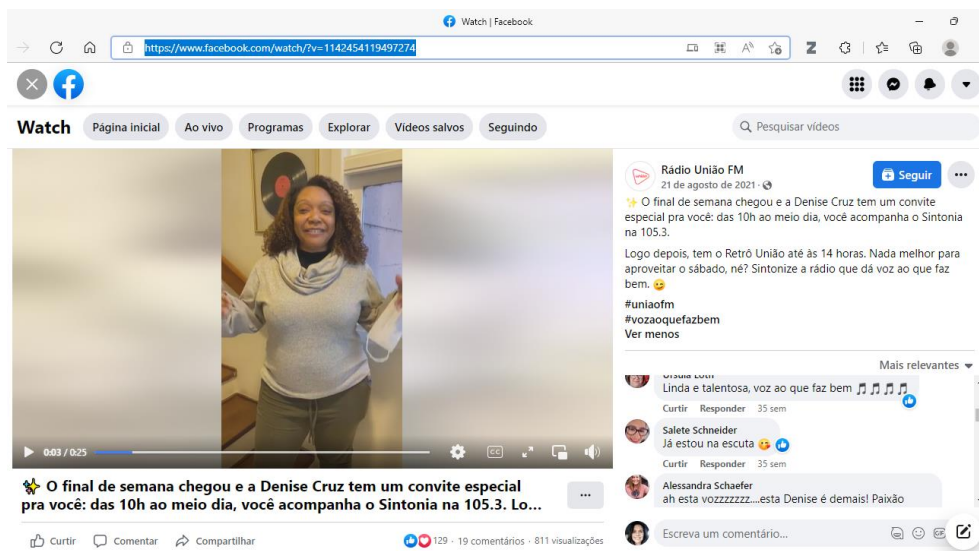 Watch | Facebook
https://www.facebook.com/watch/?v=1142454119497274
Watch
Página inicial
Ao vivo
Programas
Explorar
Vídeos salvos
Seguindo
Pesquisar vídeos
0:03 / 0:25
✨ O final de semana chegou e a Denise Cruz tem um convite especial
pra você: das 10h ao meio dia, você acompanha o Sintonia na 105.3. Lo...
Curtir
Comentar
Compartilhar
129 · 19 comentários · 811 visualizações
Rádio União FM
21 de agosto de 2021 ·
Seguir
✨ O final de semana chegou e a Denise Cruz tem um convite
especial pra você: das 10h ao meio dia, você acompanha o Sintonia
na 105.3.
Logo depois, tem o Retrô União até às 14 horas. Nada melhor para
aproveitar o sábado, né? Sintonize a rádio que dá voz ao que faz
bem. 😉
#uniaofm
#vozaoquefazbem
Ver menos
Mais relevantes
Linda e talentosa, voz ao que faz bem 🎵🎵🎵🎵
Curtir Responder 35 sem
Salete Schneider
Já estou na escuta 😋
Curtir Responder 35 sem
Alessandra Schaefer
ah esta vozzzzzzz....esta Denise é demais! Paixão
Escreva um comentário...